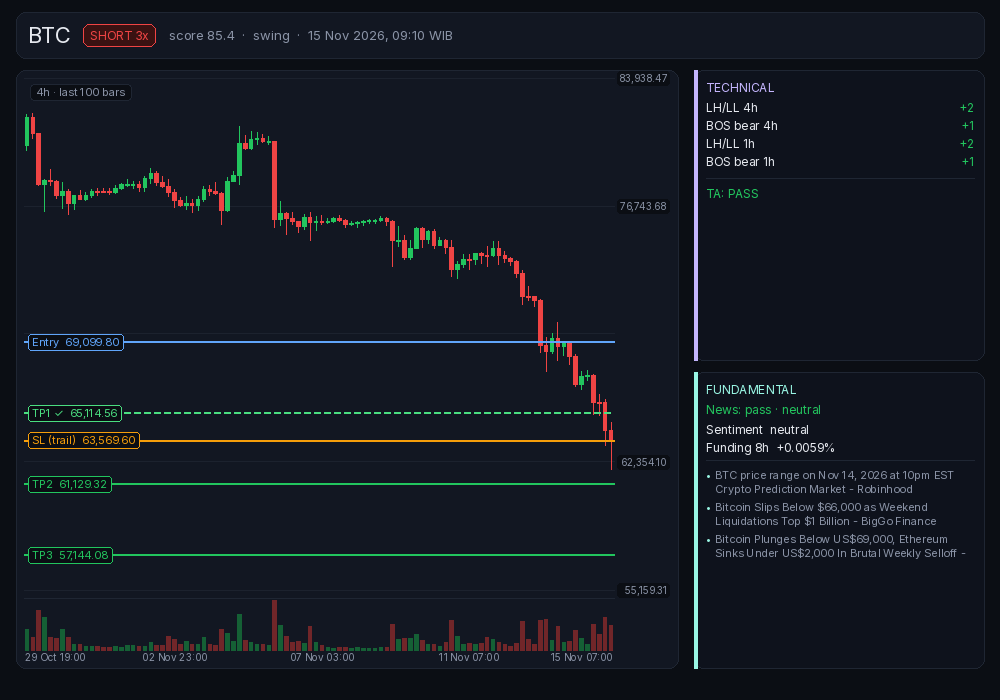 BTC SHORT 3x score 85.4 · swing · 15 Nov 2026, 09:10 WIB
4h · last 100 bars
83,938.47
76,743.68
Entry 69,099.80
TP1 ✓ 65,114.56
SL (trail) 63,569.60
62,354.10
TP2 61,129.32
TP3 57,144.08
55,159.31
29 Oct 19:00 02 Nov 23:00 07 Nov 03:00 11 Nov 07:00 15 Nov 07:00
TECHNICAL
LH/LL 4h +2
BOS bear 4h +1
LH/LL 1h +2
BOS bear 1h +1
TA: PASS
FUNDAMENTAL
News: pass · neutral
Sentiment neutral
Funding 8h +0.0059%
• BTC price range on Nov 14, 2026 at 10pm EST
Crypto Prediction Market - Robinhood
• Bitcoin Slips Below $66,000 as Weekend
Liquidations Top $1 Billion - BigGo Finance
• Bitcoin Plunges Below US$69,000, Ethereum
Sinks Under US$2,000 In Brutal Weekly Selloff -